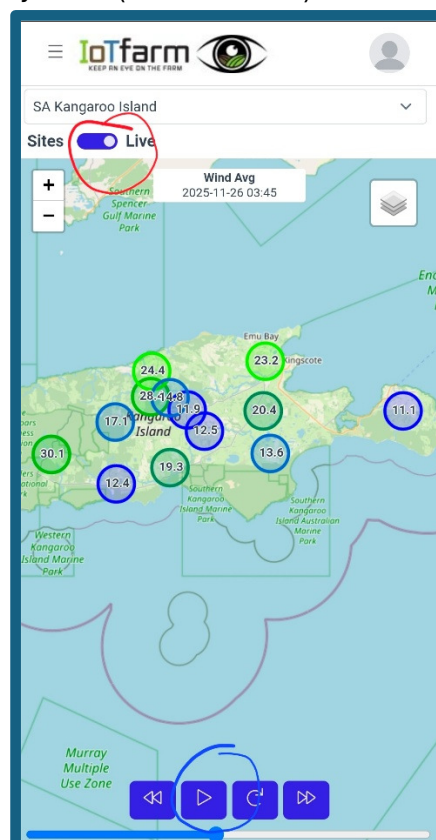 IoTfarm
KEEP AN EYE ON THE FARM
SA Kangaroo Island
Sites Live
+
−
Wind Avg
2025-11-26 03:45
Southern
Spencer
Gulf Marine
Park
Emu Bay
Kingscote
23.2
24.4
28.4
14.8
11.9
17.1
20.4
11.1
Kangaroo
Island
12.5
13.6
30.1
19.3
12.4
Southern
Kangaroo
Island Marine
Park
Southern
Kangaroo
Island Australian
Marine
Park
Western
Kangaroo
Island Marine
Park
Murray
Multiple
Use Zone